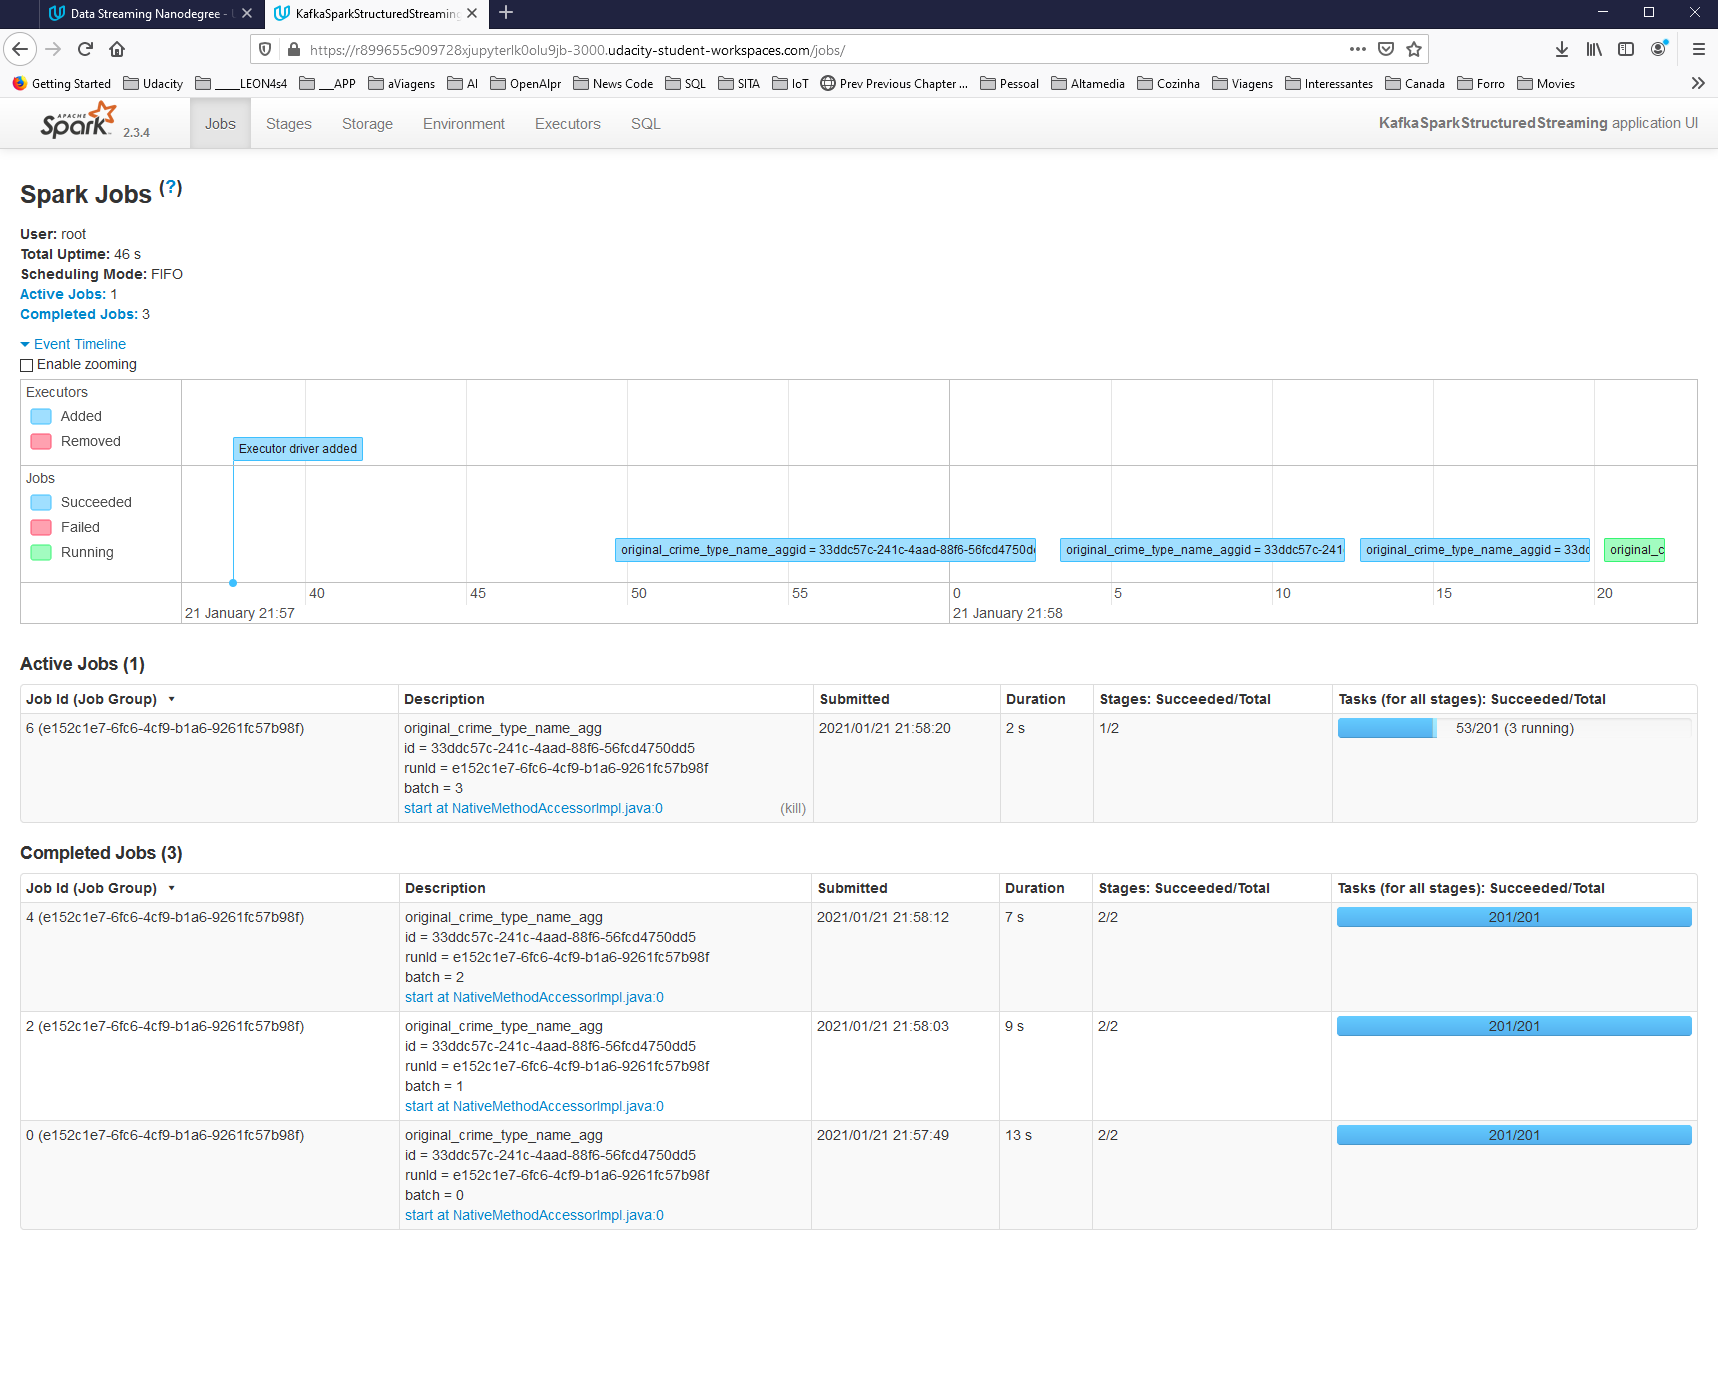 Data Streaming Nanodegree -
KafkaSparkStructuredStreaming
https://r899655c909728xjupyterlk0olu9jb-3000.udacity-student-workspaces.com/jobs/
Getting Started Udacity ____LEON4s4 ___APP aViagens AI OpenAlpr News Code SQL SITA IoT Prev Previous Chapter ... Pessoal Altamedia Cozinha Viagens Interessantes Canada Forro Movies
APACHE Spark 2.3.4 Jobs Stages Storage Environment Executors SQL KafkaSparkStructuredStreaming application UI
Spark Jobs (?)
User: root
Total Uptime: 46 s
Scheduling Mode: FIFO
Active Jobs: 1
Completed Jobs: 3
Event Timeline
Enable zooming
Executors
Added
Removed
Executor driver added
Jobs
Succeeded
Failed
Running
original_crime_type_name_aggid = 33ddc57c-241c-4aad-88f6-56fcd4750d
original_crime_type_name_aggid = 33ddc57c-241
original_crime_type_name_aggid = 33dc
original_c
40 45 50 55 0 5 10 15 20
21 January 21:57 21 January 21:58
Active Jobs (1)
Job Id (Job Group) ▾ Description Submitted Duration Stages: Succeeded/Total Tasks (for all stages): Succeeded/Total
6 (e152c1e7-6fc6-4cf9-b1a6-9261fc57b98f) original_crime_type_name_agg 2021/01/21 21:58:20 2 s 1/2 53/201 (3 running)
id = 33ddc57c-241c-4aad-88f6-56fcd4750dd5
runId = e152c1e7-6fc6-4cf9-b1a6-9261fc57b98f
batch = 3
start at NativeMethodAccessorImpl.java:0 (kill)
Completed Jobs (3)
Job Id (Job Group) ▾ Description Submitted Duration Stages: Succeeded/Total Tasks (for all stages): Succeeded/Total
4 (e152c1e7-6fc6-4cf9-b1a6-9261fc57b98f) original_crime_type_name_agg 2021/01/21 21:58:12 7 s 2/2 201/201
id = 33ddc57c-241c-4aad-88f6-56fcd4750dd5
runId = e152c1e7-6fc6-4cf9-b1a6-9261fc57b98f
batch = 2
start at NativeMethodAccessorImpl.java:0
2 (e152c1e7-6fc6-4cf9-b1a6-9261fc57b98f) original_crime_type_name_agg 2021/01/21 21:58:03 9 s 2/2 201/201
id = 33ddc57c-241c-4aad-88f6-56fcd4750dd5
runId = e152c1e7-6fc6-4cf9-b1a6-9261fc57b98f
batch = 1
start at NativeMethodAccessorImpl.java:0
0 (e152c1e7-6fc6-4cf9-b1a6-9261fc57b98f) original_crime_type_name_agg 2021/01/21 21:57:49 13 s 2/2 201/201
id = 33ddc57c-241c-4aad-88f6-56fcd4750dd5
runId = e152c1e7-6fc6-4cf9-b1a6-9261fc57b98f
batch = 0
start at NativeMethodAccessorImpl.java:0